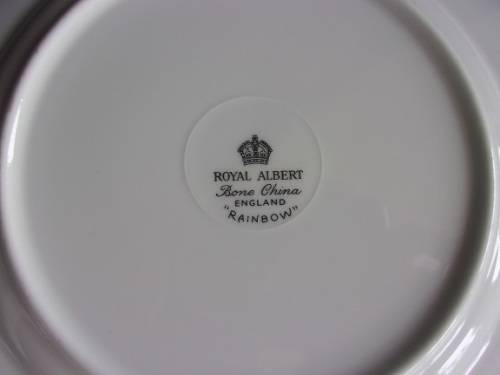 ROYAL ALBERT
Bone China
ENGLAND
"RAINBOW"